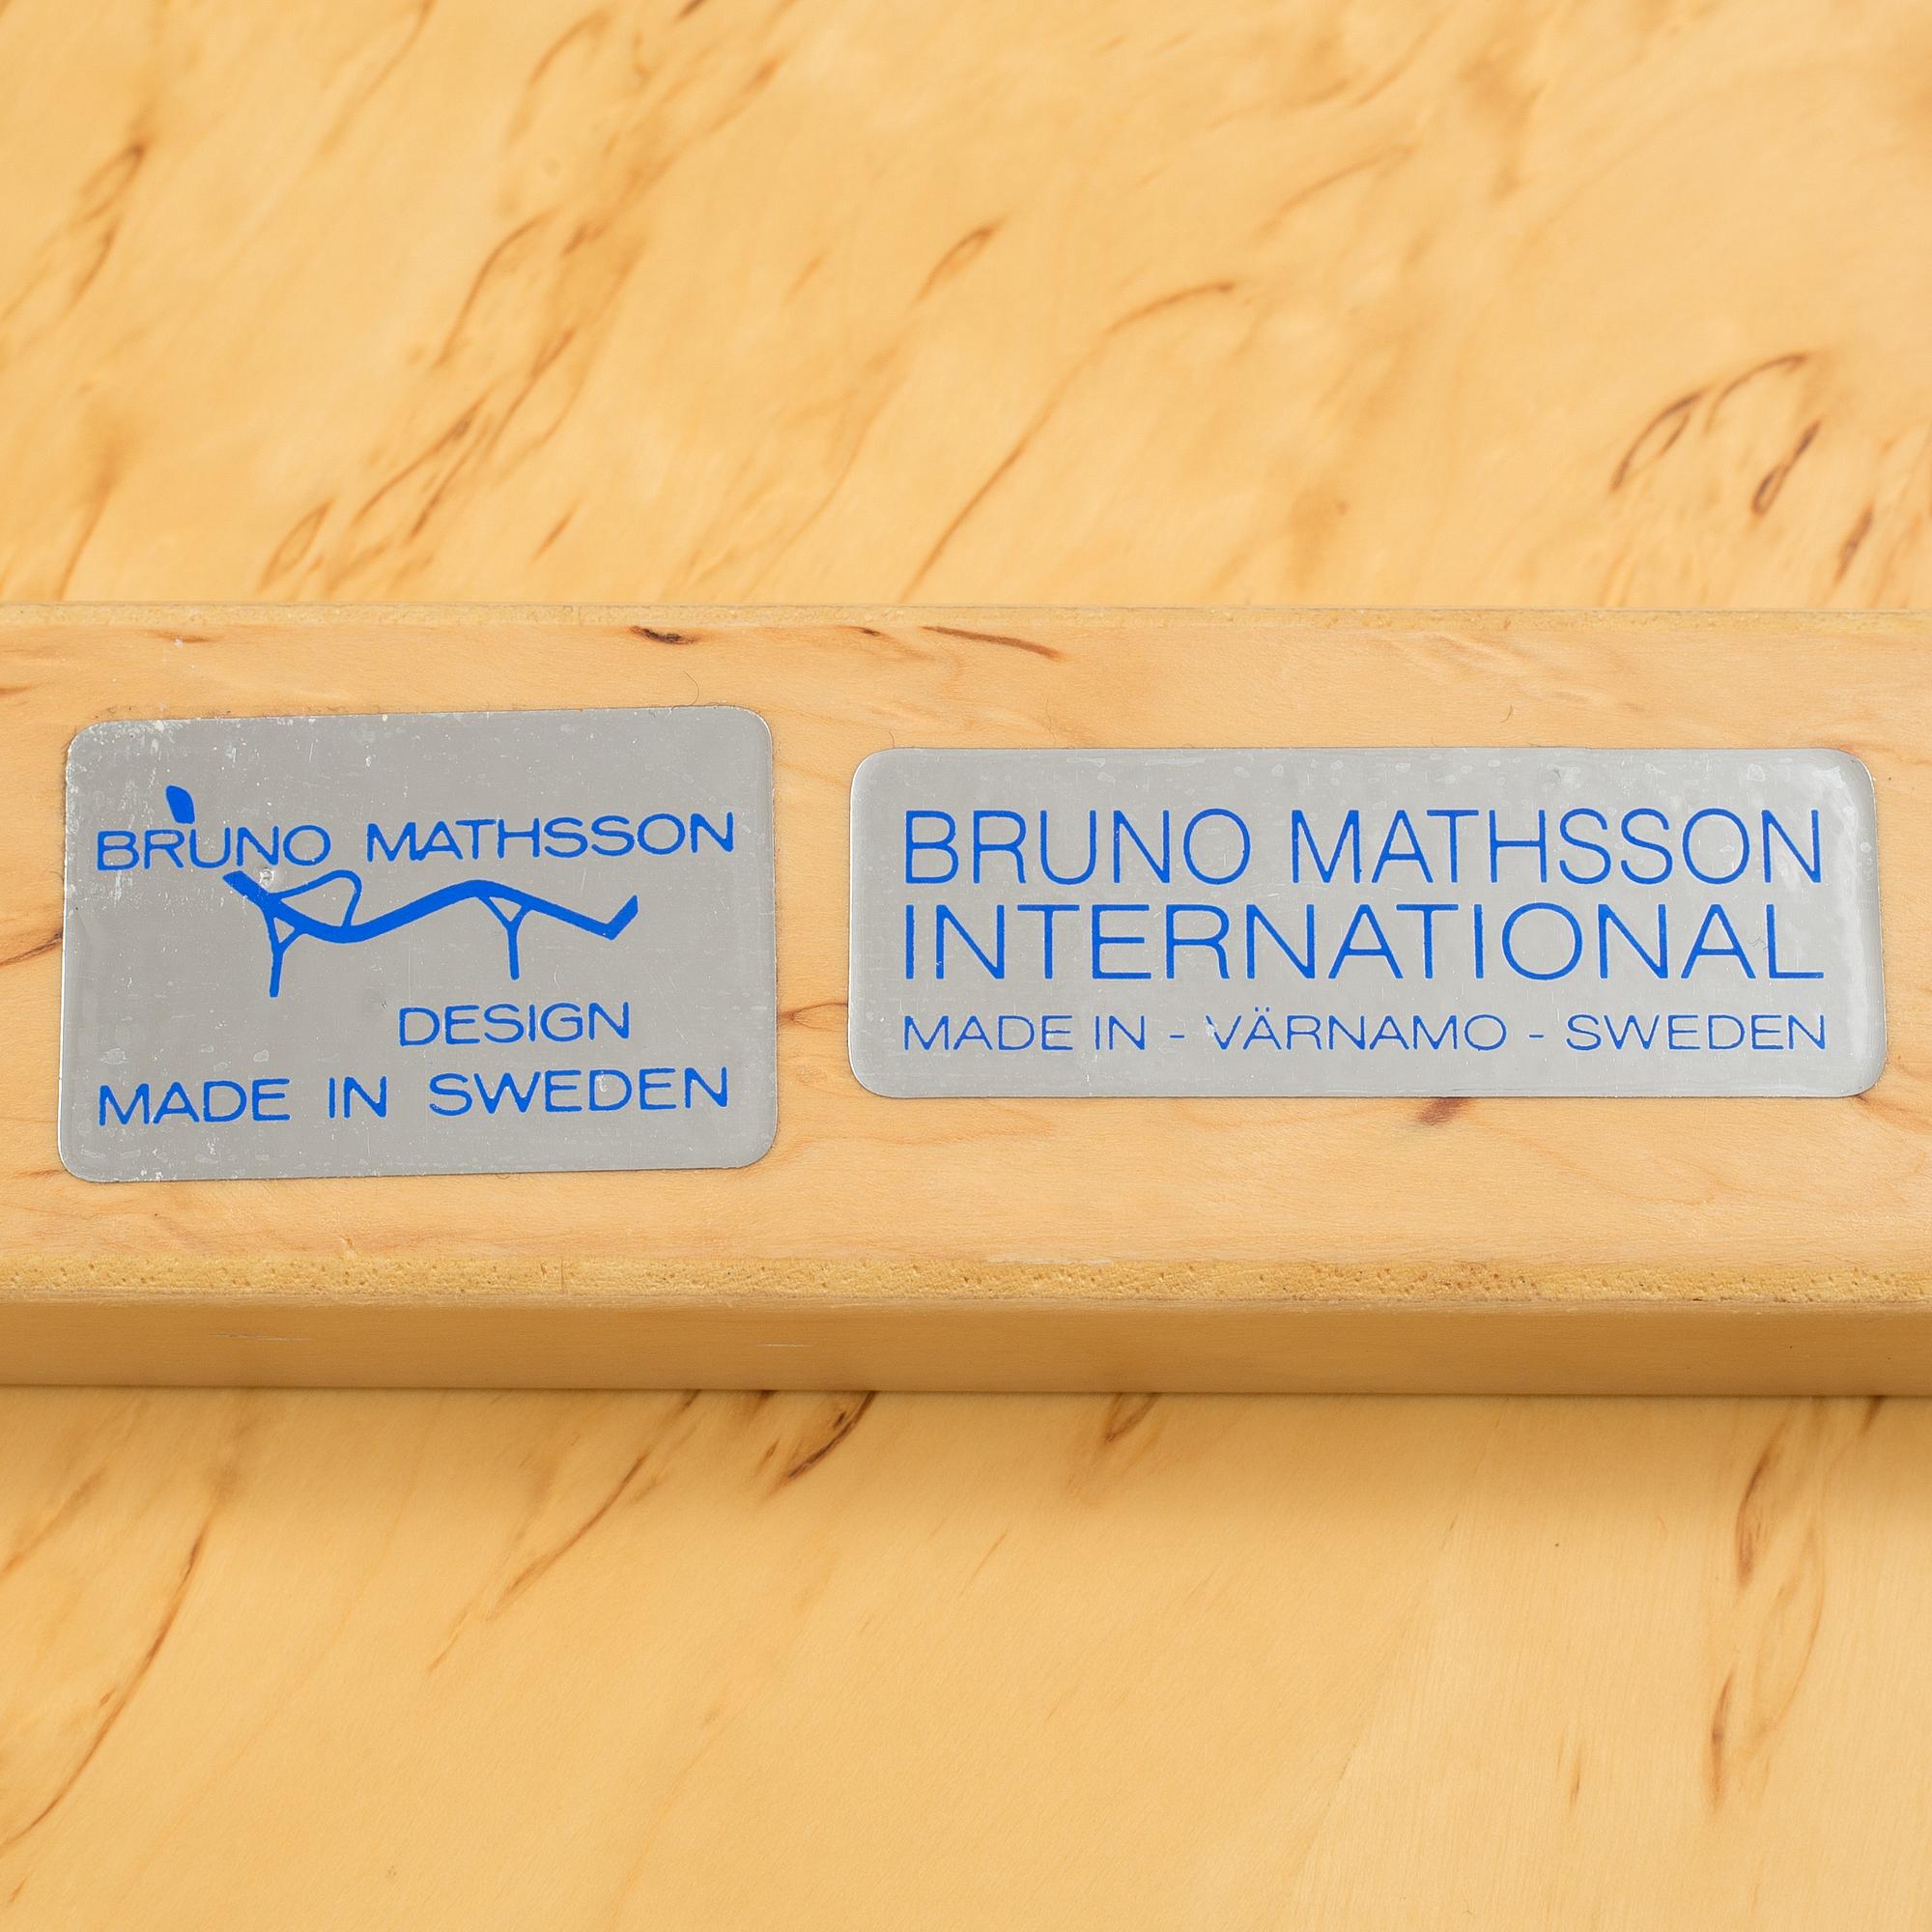 BRUNO MATHSSON
DESIGN
MADE IN SWEDEN
BRUNO MATHSSON
INTERNATIONAL
MADE IN - VÄRNAMO - SWEDEN